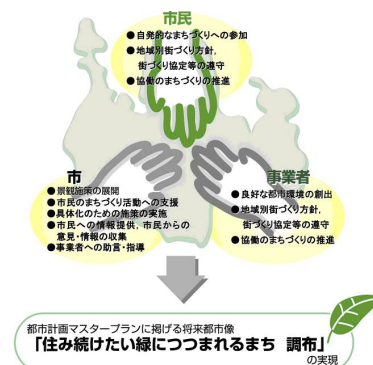 市民
●自発的なまちづくりへの参加
●地域別街づくり方針,
街づくり協定等の遵守
●協働のまちづくりの推進
市
●景観施策の展開
●市民のまちづくり活動への支援
●具体化のための施策の実施
●市民への情報提供，市民からの
意見・情報の収集
●事業者への助言・指導
事業者
●良好な都市環境の創出
●地域別街づくり方針,
街づくり協定等の遵守
●協働のまちづくりの推進
都市計画マスタープランに掲げる将来都市像
「住み続けたい緑につつまれるまち 調布」
の実現